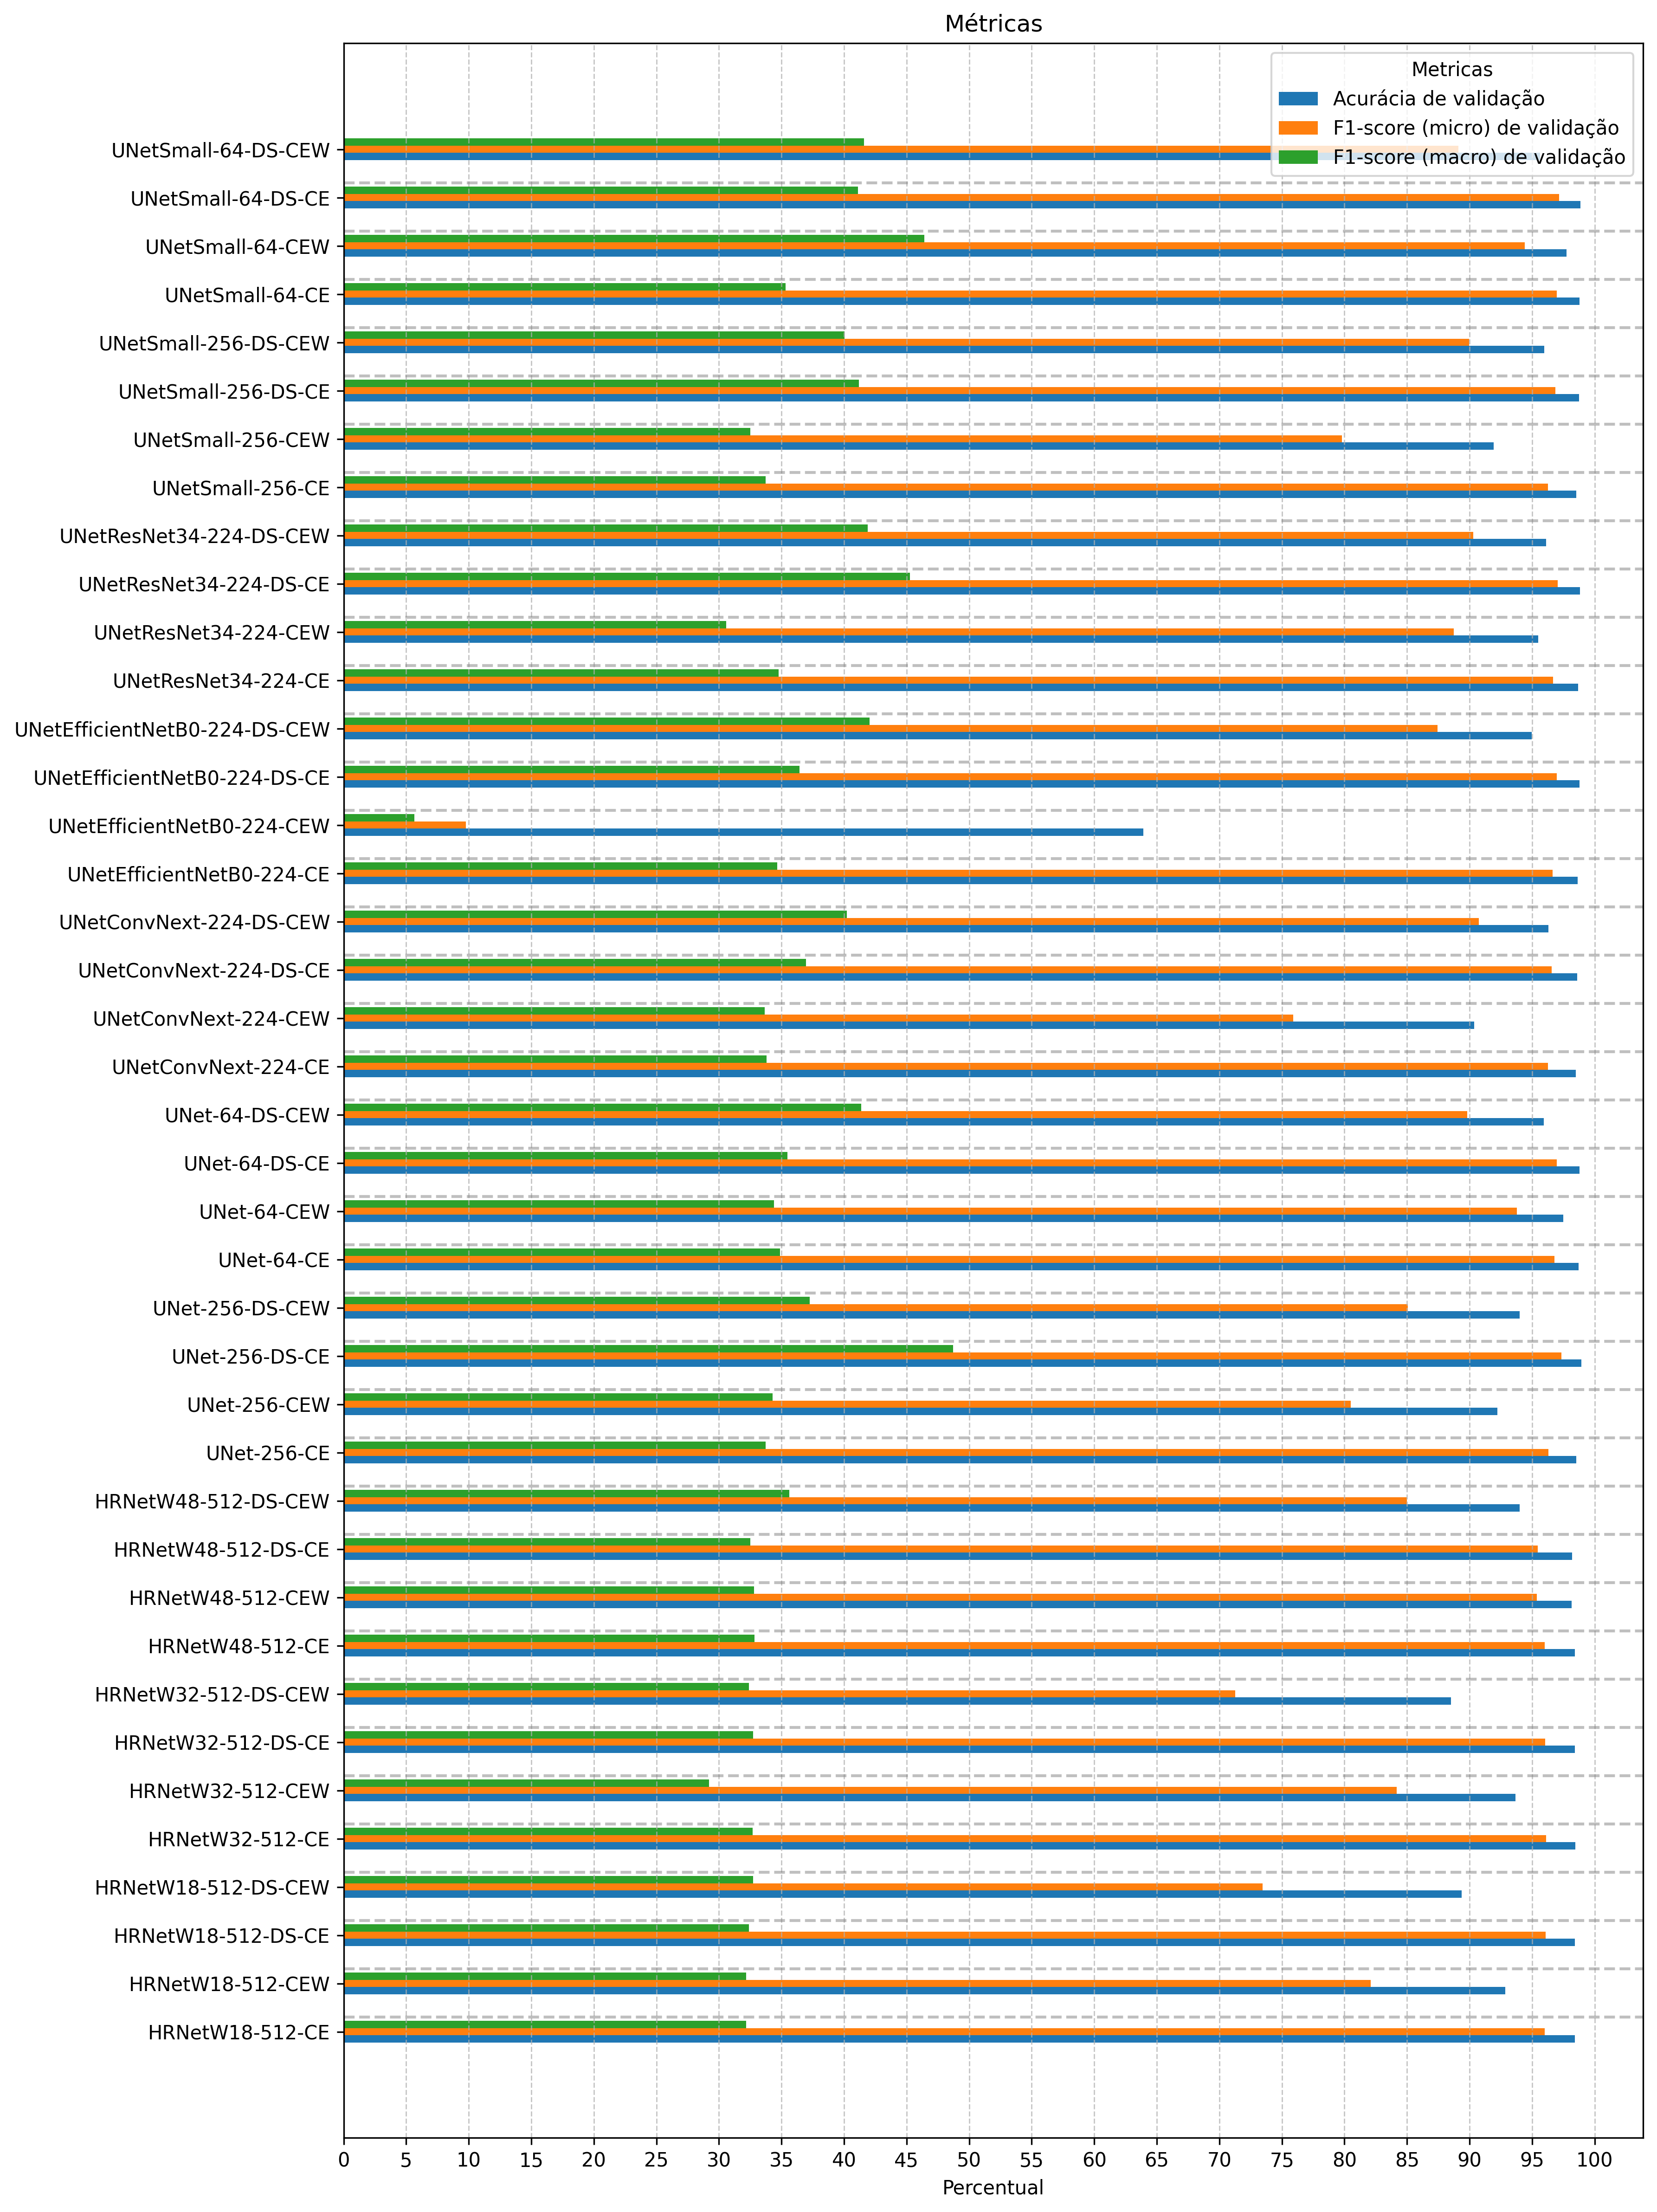 Métricas
Metricas
Acurácia de validação
F1-score (micro) de validação
F1-score (macro) de validação
UNetSmall-64-DS-CEW
UNetSmall-64-DS-CE
UNetSmall-64-CEW
UNetSmall-64-CE
UNetSmall-256-DS-CEW
UNetSmall-256-DS-CE
UNetSmall-256-CEW
UNetSmall-256-CE
UNetResNet34-224-DS-CEW
UNetResNet34-224-DS-CE
UNetResNet34-224-CEW
UNetResNet34-224-CE
UNetEfficientNetB0-224-DS-CEW
UNetEfficientNetB0-224-DS-CE
UNetEfficientNetB0-224-CEW
UNetEfficientNetB0-224-CE
UNetConvNext-224-DS-CEW
UNetConvNext-224-DS-CE
UNetConvNext-224-CEW
UNetConvNext-224-CE
UNet-64-DS-CEW
UNet-64-DS-CE
UNet-64-CEW
UNet-64-CE
UNet-256-DS-CEW
UNet-256-DS-CE
UNet-256-CEW
UNet-256-CE
HRNetW48-512-DS-CEW
HRNetW48-512-DS-CE
HRNetW48-512-CEW
HRNetW48-512-CE
HRNetW32-512-DS-CEW
HRNetW32-512-DS-CE
HRNetW32-512-CEW
HRNetW32-512-CE
HRNetW18-512-DS-CEW
HRNetW18-512-DS-CE
HRNetW18-512-CEW
HRNetW18-512-CE
0 5 10 15 20 25 30 35 40 45 50 55 60 65 70 75 80 85 90 95 100
Percentual